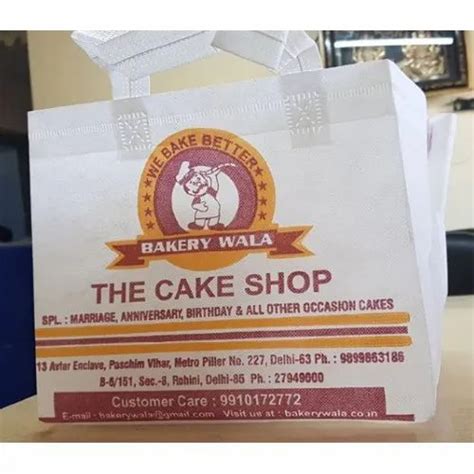 WE BAKE BETTER
BAKERY WALA
THE CAKE SHOP
SPL. : MARRIAGE, ANNIVERSARY, BIRTHDAY & ALL OTHER OCCASION CAKES
13 Avtar Enclave, Paschim Vihar, Metro Piller No. 227, Delhi-63 Ph. : 9899663186
B-6/151, Sec.-8, Rohini, Delhi-85 Ph. : 27949000
Customer Care : 9910172772
E-mail - bakerywala@gmail.com Visit us at : bakerywala.co.in